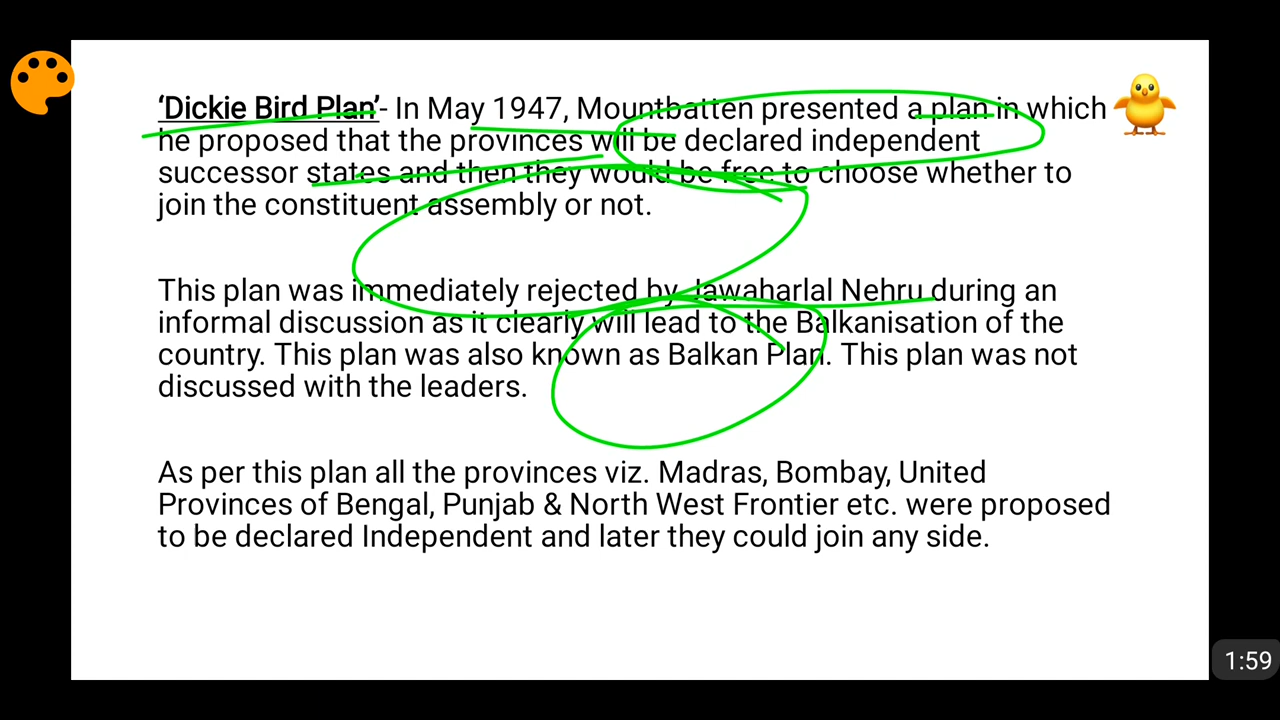 ‘Dickie Bird Plan’- In May 1947, Mountbatten presented a plan in which
he proposed that the provinces will be declared independent
successor states and then they would be free to choose whether to
join the constituent assembly or not.
This plan was immediately rejected by Jawaharlal Nehru during an
informal discussion as it clearly will lead to the Balkanisation of the
country. This plan was also known as Balkan Plan. This plan was not
discussed with the leaders.
As per this plan all the provinces viz. Madras, Bombay, United
Provinces of Bengal, Punjab & North West Frontier etc. were proposed
to be declared Independent and later they could join any side.
1:59